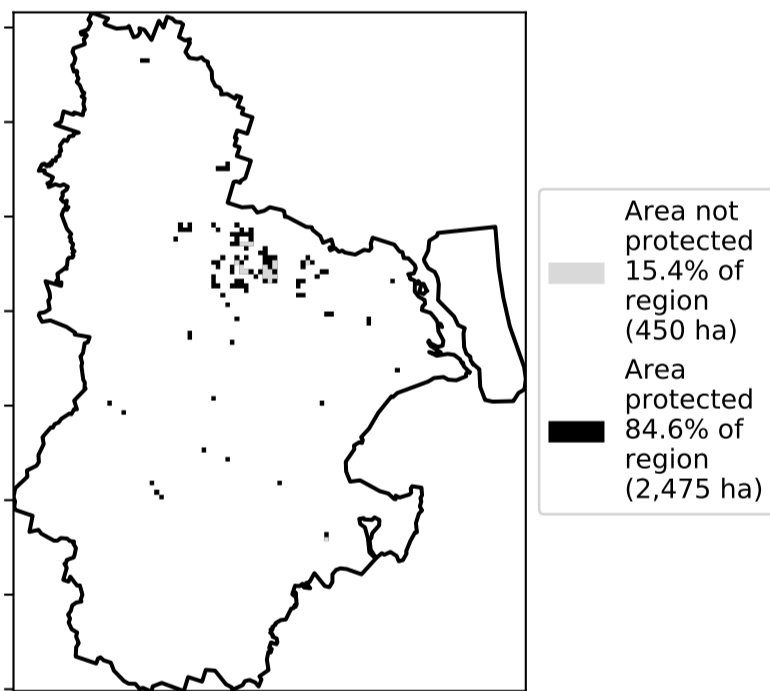 Area not
protected
15.4% of
region
(450 ha)
Area
protected
84.6% of
region
(2,475 ha)